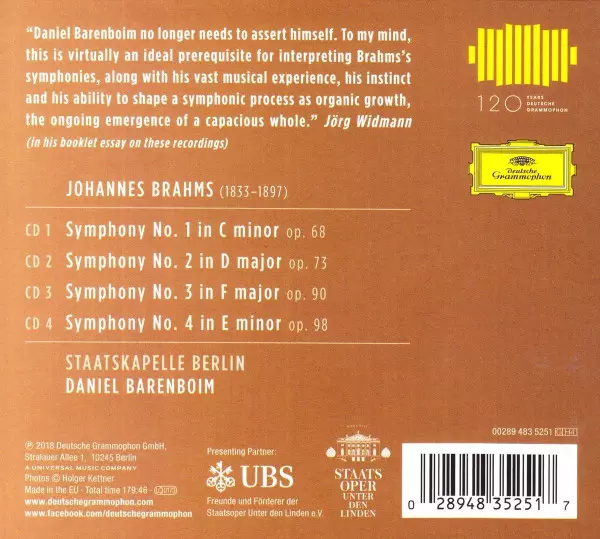 "Daniel Barenboim no longer needs to assert himself. To my mind,
this is virtually an ideal prerequisite for interpreting Brahms's
symphonies, along with his vast musical experience, his instinct
and his ability to shape a symphonic process as organic growth,
the ongoing emergence of a capacious whole." Jörg Widmann
(in his booklet essay on these recordings)
120 YEARS
DEUTSCHE
GRAMMOPHON
Deutsche
Grammophon
JOHANNES BRAHMS (1833–1897)
CD 1 Symphony No. 1 in C minor op. 68
CD 2 Symphony No. 2 in D major op. 73
CD 3 Symphony No. 3 in F major op. 90
CD 4 Symphony No. 4 in E minor op. 98
STAATSKAPELLE BERLIN
DANIEL BARENBOIM
00289 483 5251 GH4
℗ 2018 Deutsche Grammophon GmbH,
Stralauer Allee 1, 10245 Berlin
A UNIVERSAL MUSIC COMPANY
Photos © Holger Kettner
Made in the EU · Total time 179:46 ·
www.deutschegrammophon.com
www.facebook.com/deutschegrammophon
Presenting Partner:
UBS
Freunde und Förderer der
Staatsoper Unter den Linden e.V.
STAATS
OPER
UNTER
DEN
LINDEN
0 28948 35251 7